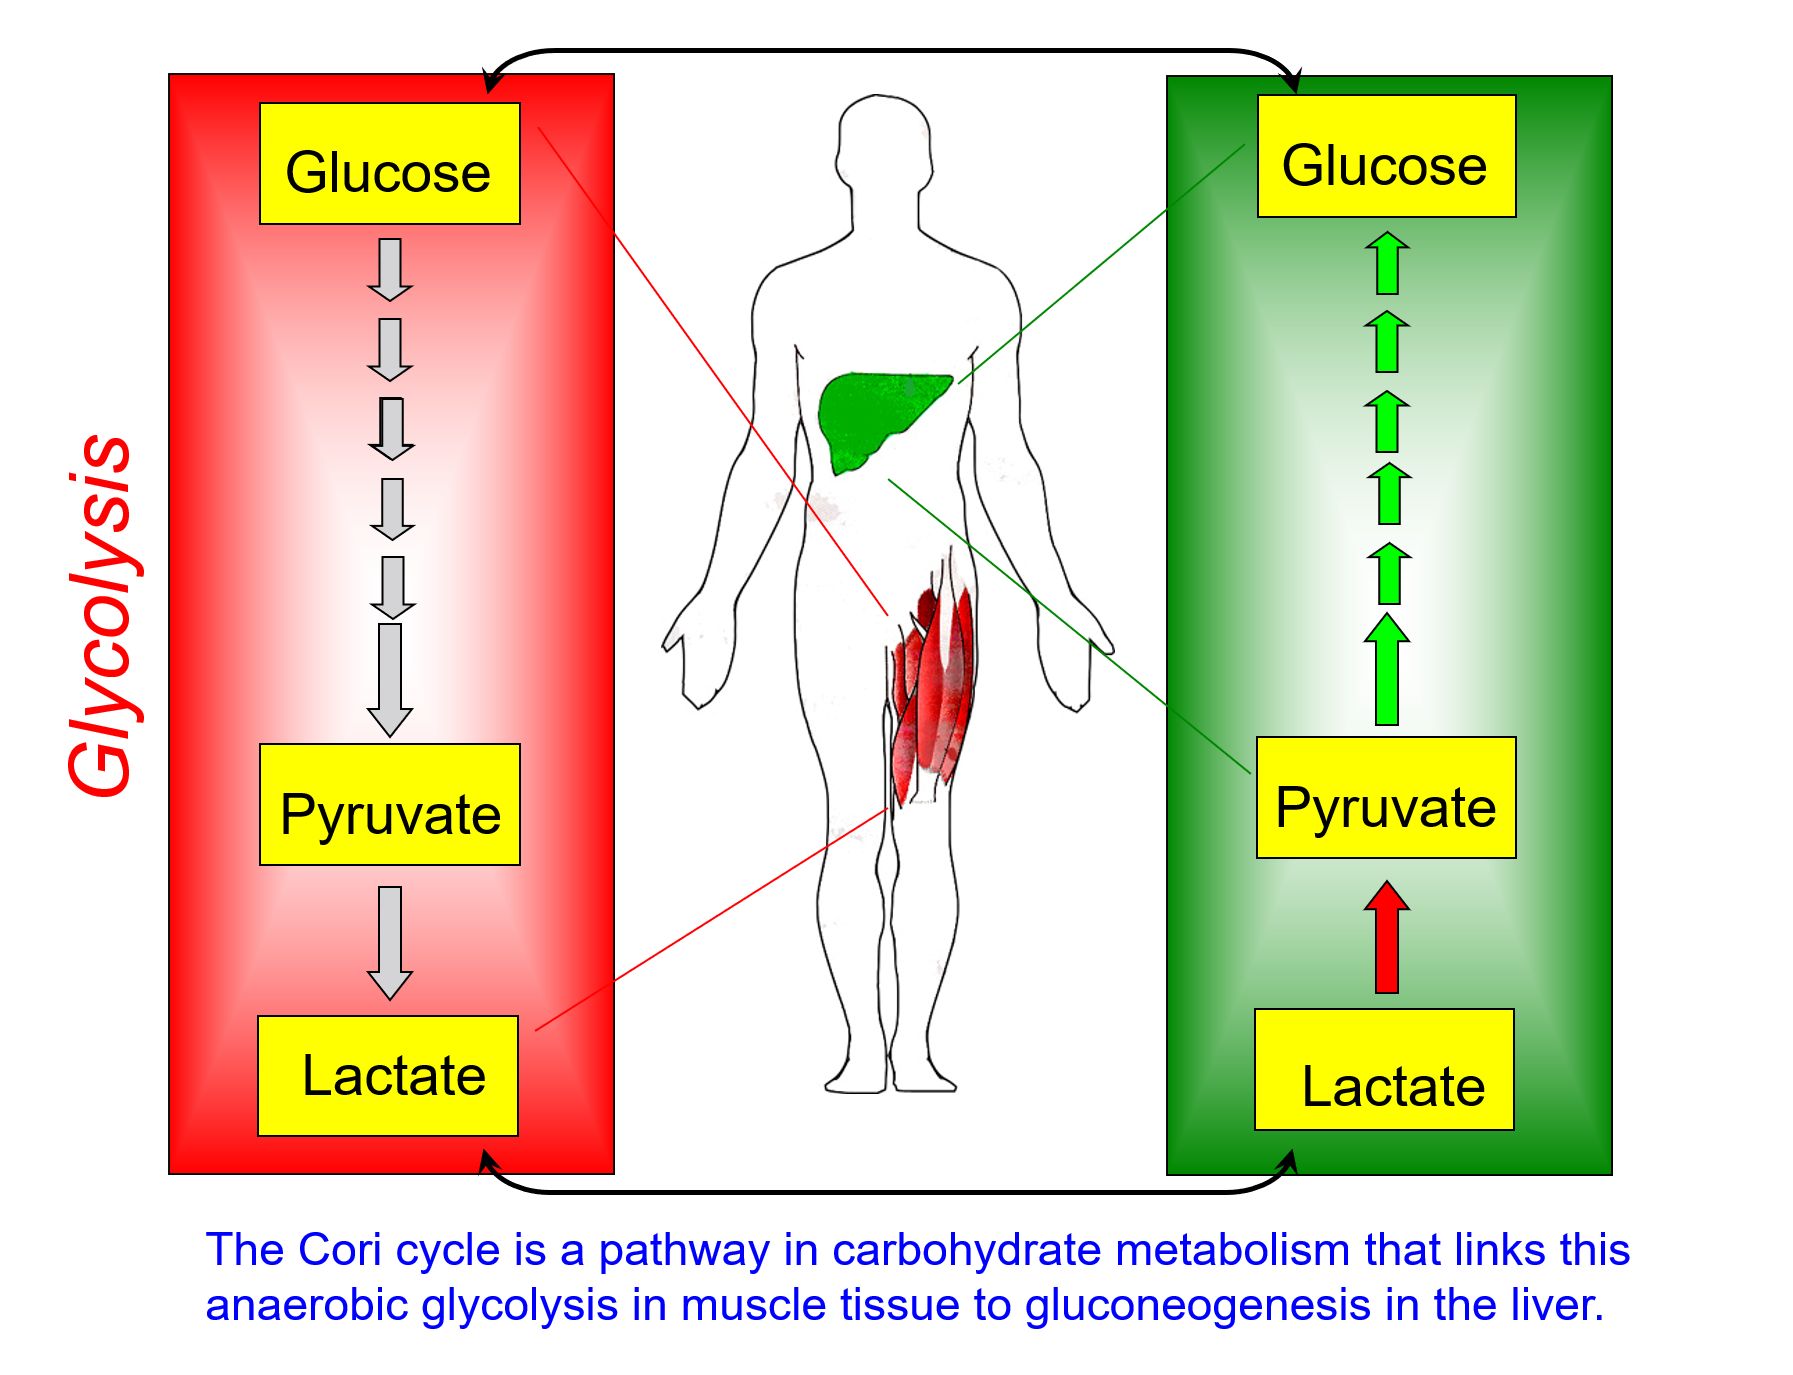 Glycolysis
Glucose
Pyruvate
Lactate
Glucose
Pyruvate
Lactate
The Cori cycle is a pathway in carbohydrate metabolism that links this
anaerobic glycolysis in muscle tissue to gluconeogenesis in the liver.